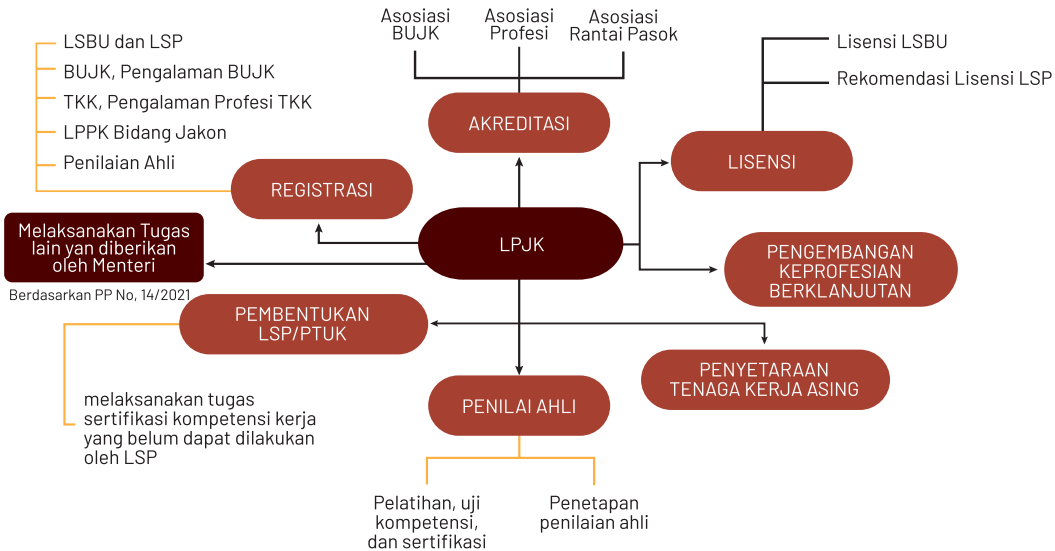 Asosiasi
BUJK
Asosiasi
Profesi
Asosiasi
Rantai Pasok
LSBU dan LSP
BUJK, Pengalaman BUJK
TKK, Pengalaman Profesi TKK
LPPK Bidang Jakon
Penilaian Ahli
Lisensi LSBU
Rekomendasi Lisensi LSP
AKREDITASI
LISENSI
REGISTRASI
LPJK
Melaksanakan Tugas
lain yan diberikan
oleh Menteri
Berdasarkan PP No, 14/2021
PENGEMBANGAN
KEPROFESIAN
BERKLANJUTAN
PEMBENTUKAN
LSP/PTUK
PENYETARAAN
TENAGA KERJA ASING
PENILAI AHLI
melaksanakan tugas
sertifikasi kompetensi kerja
yang belum dapat dilakukan
oleh LSP
Pelatihan, uji
kompetensi,
dan sertifikasi
Penetapan
penilaian ahli